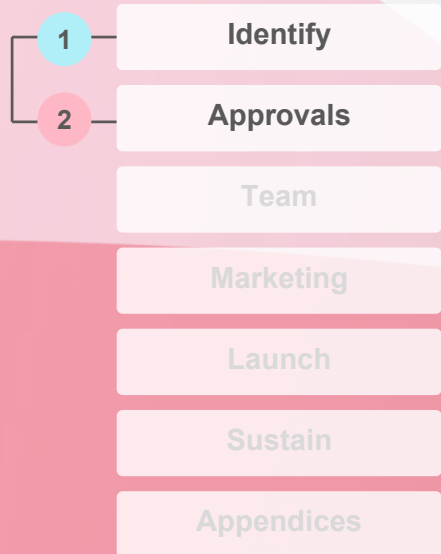 1 Identify
2 Approvals
Team
Marketing
Launch
Sustain
Appendices